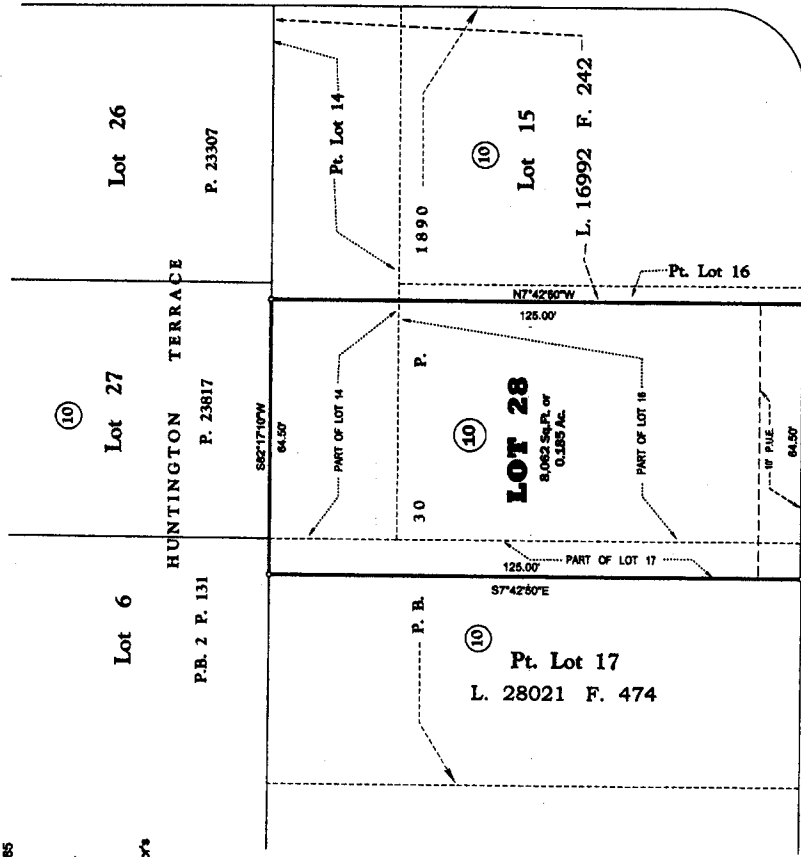 Lot 26
P. 23307
Pt. Lot 14
1890
10
Lot 15
L. 16992 F. 242
Pt. Lot 16
N7°42'50"W
125.00'
HUNTINGTON TERRACE
10
Lot 27
P. 23817
S82°17'10"W
64.50'
PART OF LOT 14
30 P.
10
LOT 28
8,062 Sq.Ft. or
0.185 Ac.
PART OF LOT 16
10' P.U.E.
64.50'
PART OF LOT 17
125.00'
S7°42'50"E
Lot 6
P.B. 2 P. 131
P. B.
10
Pt. Lot 17
L. 28021 F. 474